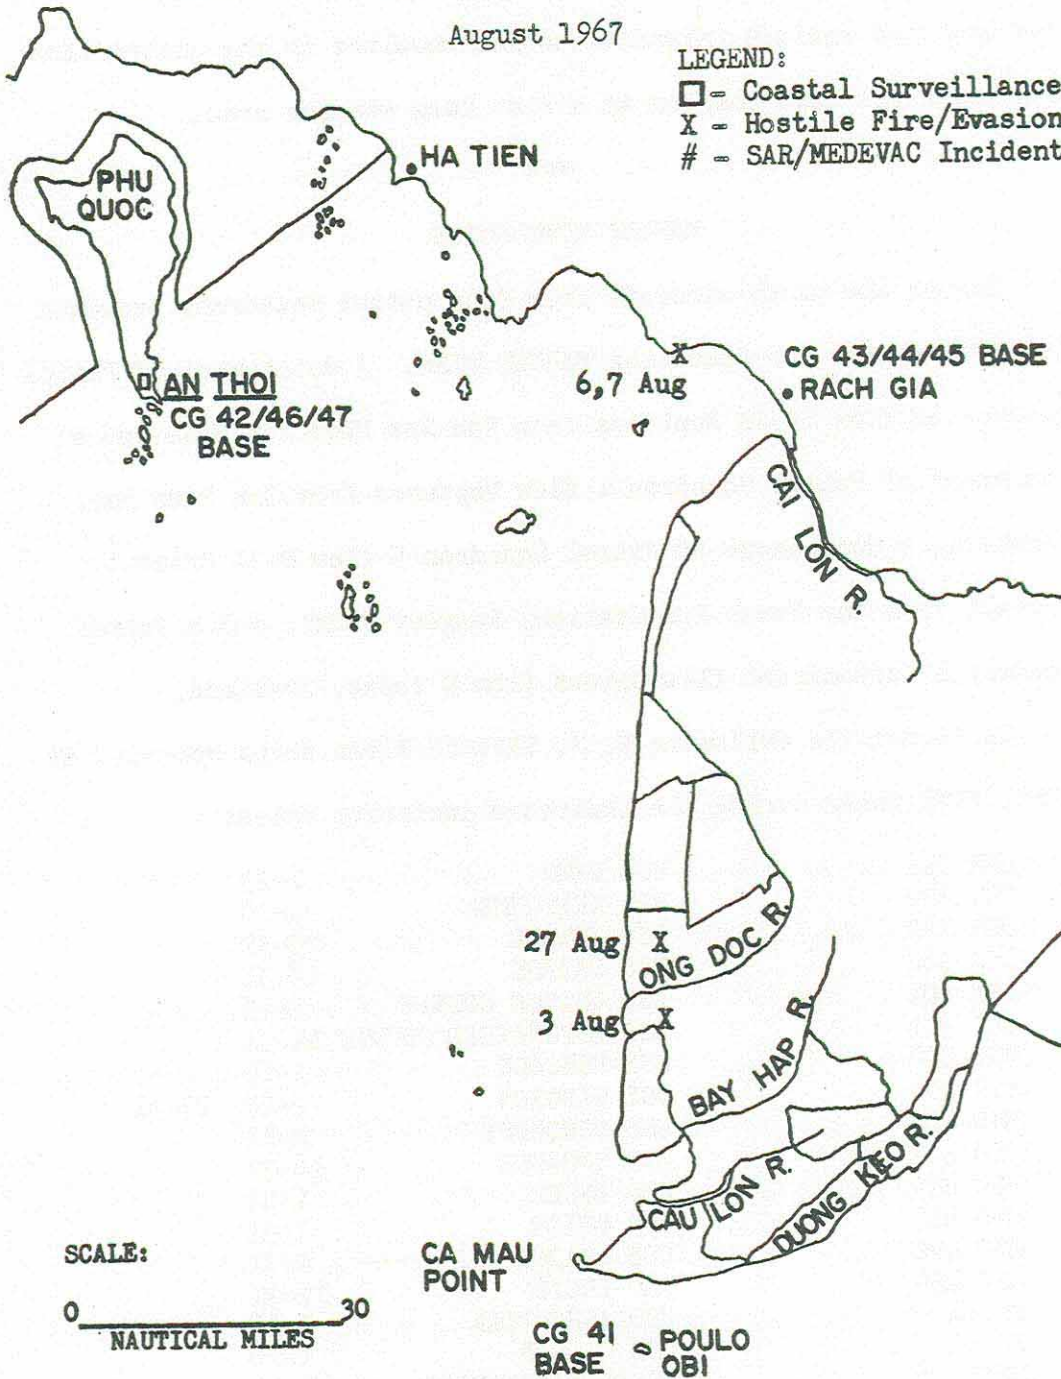 August 1967
LEGEND:
□ - Coastal Surveillance
X - Hostile Fire/Evasion
# - SAR/MEDEVAC Incident
HA TIEN
PHU
QUOC
X
6,7 Aug
CG 43/44/45 BASE
RACH GIA
AN THOI
CG 42/46/47
BASE
CAI LON R.
27 Aug X
ONG DOC R.
3 Aug X
BAY HAP R.
CAU LON R.
DUONG KEO R.
SCALE:
0 30
NAUTICAL MILES
CA MAU
POINT
CG 41
BASE
POULO
OBI